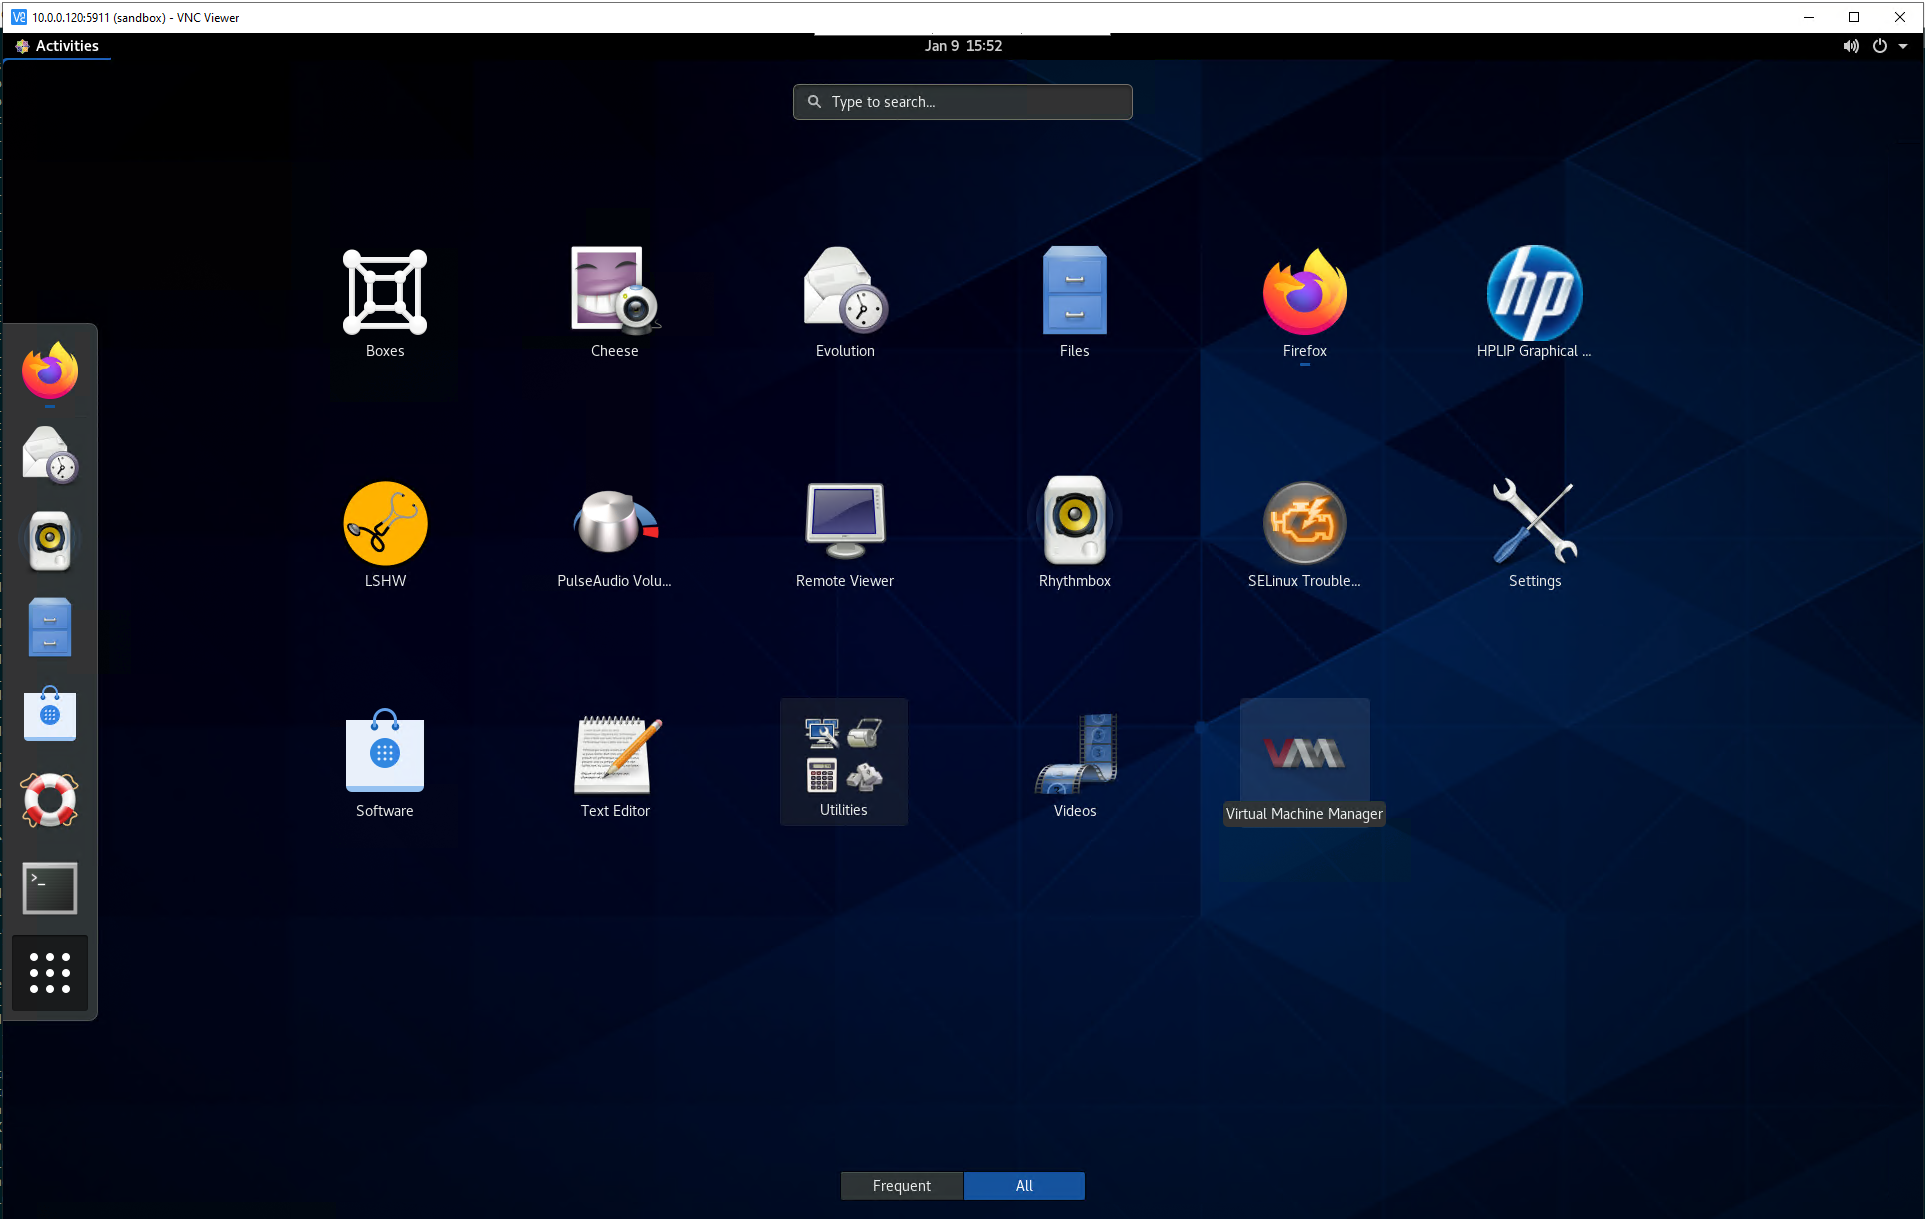 10.0.0.120:5911 (sandbox) - VNC Viewer
Activities
Jan 9 15:52
Type to search...
Boxes
Cheese
Evolution
Files
Firefox
HPLIP Graphical ...
LSHW
PulseAudio Volu...
Remote Viewer
Rhythmbox
SELinux Trouble...
Settings
Software
Text Editor
Utilities
Videos
Virtual Machine Manager
Frequent
All